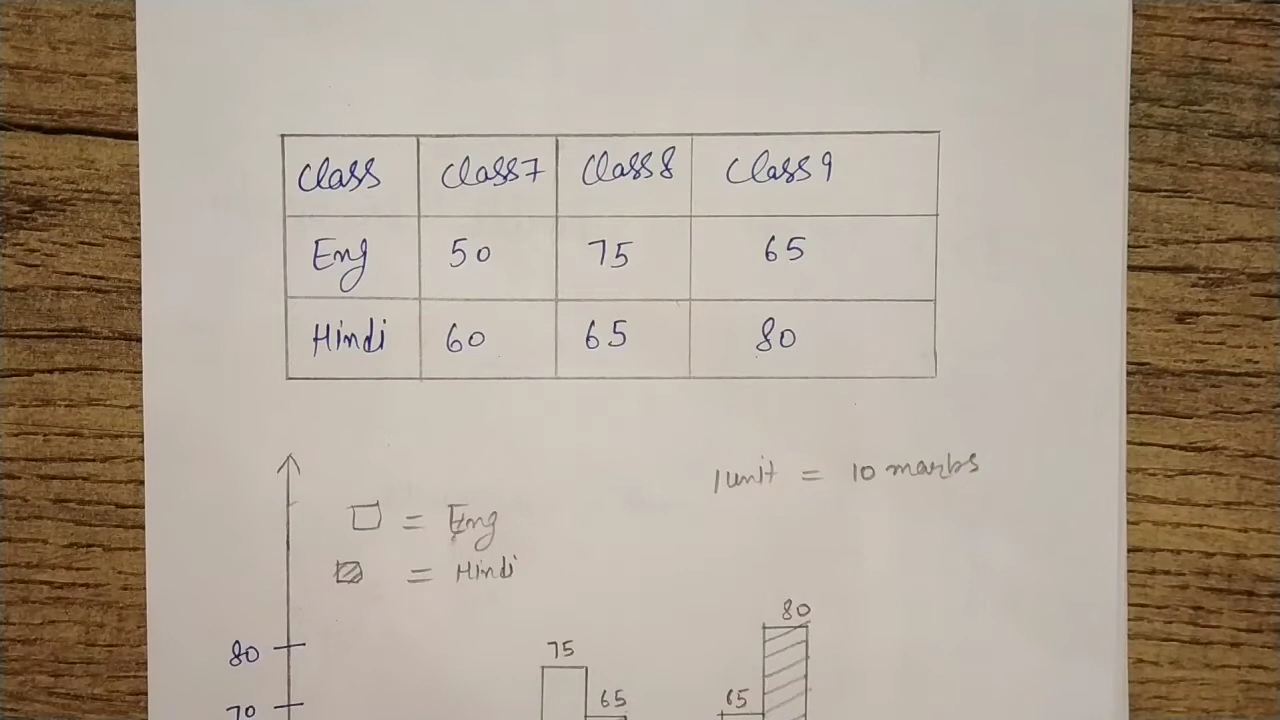 Class Class7 Class8 Class9
Eng 50 75 65
Hindi 60 65 80
1unit = 10 marks
= Eng
= Hindi
80
80
75
65
65
70